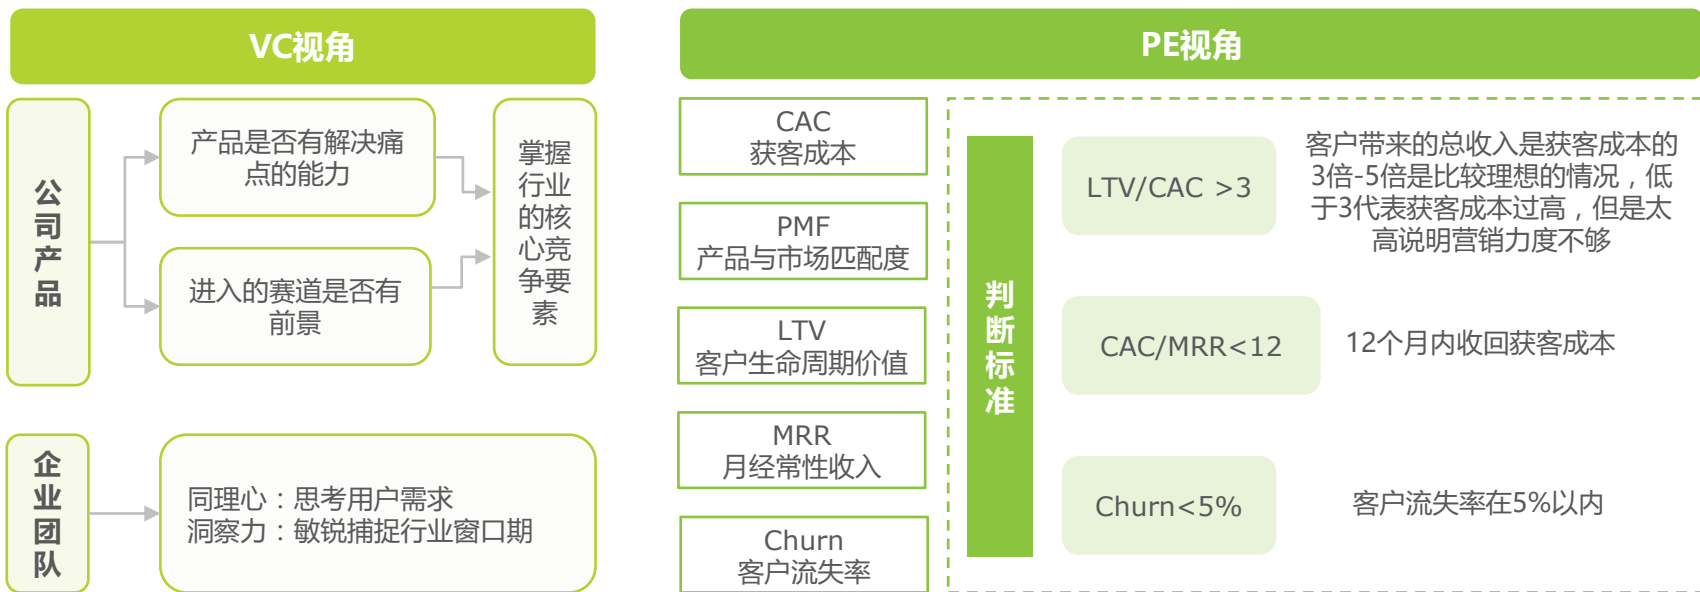 VC视角
公司产品
产品是否有解决痛
点的能力
进入的赛道是否有
前景
掌握
行业
的核
心竞
争要
素
企业团队
同理心：思考用户需求
洞察力：敏锐捕捉行业窗口期
PE视角
CAC
获客成本
PMF
产品与市场匹配度
LTV
客户生命周期价值
MRR
月经常性收入
Churn
客户流失率
判断标准
LTV/CAC >3
客户带来的总收入是获客成本的
3倍-5倍是比较理想的情况，低
于3代表获客成本过高，但是太
高说明营销力度不够
CAC/MRR<12
12个月内收回获客成本
Churn<5%
客户流失率在5%以内